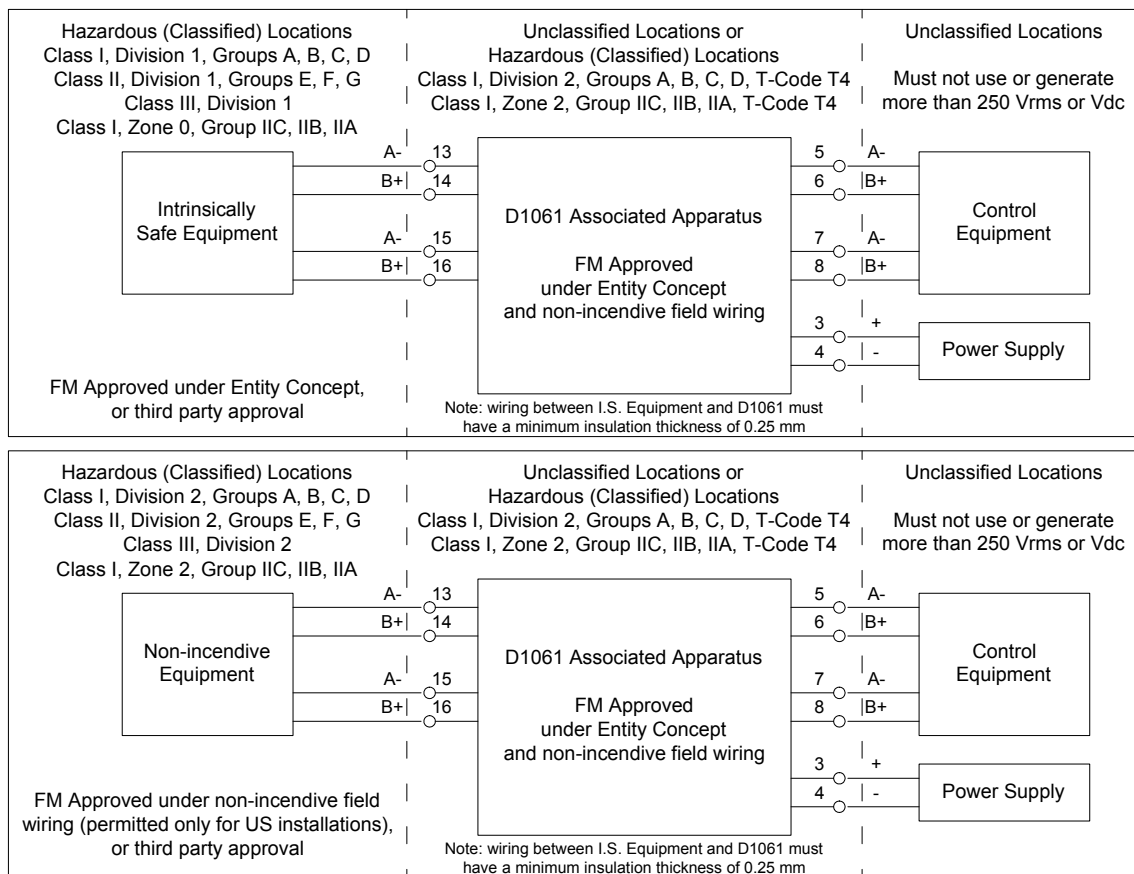 Hazardous (Classified) Locations
Class I, Division 1, Groups A, B, C, D
Class II, Division 1, Groups E, F, G
Class III, Division 1
Class I, Zone 0, Group IIC, IIB, IIA
Unclassified Locations or
Hazardous (Classified) Locations
Class I, Division 2, Groups A, B, C, D, T-Code T4
Class I, Zone 2, Group IIC, IIB, IIA, T-Code T4
Unclassified Locations
Must not use or generate
more than 250 Vrms or Vdc
Intrinsically
Safe Equipment
A- 13
B+ 14
A- 15
B+ 16
D1061 Associated Apparatus
FM Approved
under Entity Concept
and non-incendive field wiring
5 A-
6 B+
7 A-
8 B+
3 +
4 -
Control
Equipment
Power Supply
FM Approved under Entity Concept,
or third party approval
Note: wiring between I.S. Equipment and D1061 must
have a minimum insulation thickness of 0.25 mm
Hazardous (Classified) Locations
Class I, Division 2, Groups A, B, C, D
Class II, Division 2, Groups E, F, G
Class III, Division 2
Class I, Zone 2, Group IIC, IIB, IIA
Unclassified Locations or
Hazardous (Classified) Locations
Class I, Division 2, Groups A, B, C, D, T-Code T4
Class I, Zone 2, Group IIC, IIB, IIA, T-Code T4
Unclassified Locations
Must not use or generate
more than 250 Vrms or Vdc
Non-incendive
Equipment
A- 13
B+ 14
A- 15
B+ 16
D1061 Associated Apparatus
FM Approved
under Entity Concept
and non-incendive field wiring
5 A-
6 B+
7 A-
8 B+
3 +
4 -
Control
Equipment
Power Supply
FM Approved under non-incendive field
wiring (permitted only for US installations),
or third party approval
Note: wiring between I.S. Equipment and D1061 must
have a minimum insulation thickness of 0.25 mm